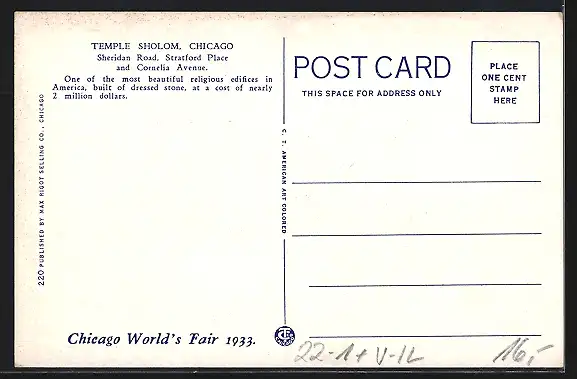 TEMPLE SHOLOM, CHICAGO
Sheridan Road, Stratford Place
and Cornelia Avenue.
One of the most beautiful religious edifices in
America, built of dressed stone, at a cost of nearly
2 million dollars.
220 PUBLISHED BY MAX RIGOT SELLING CO., CHICAGO
Chicago World's Fair 1933.
C. T. AMERICAN ART COLORED
POST CARD
THIS SPACE FOR ADDRESS ONLY
PLACE
ONE CENT
STAMP
HERE
22-1+V-IL
16,-